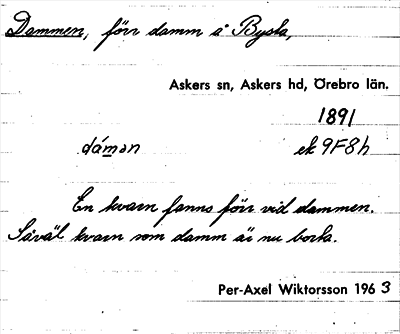 Dammen, förr damm å Bysta,
Askers sn, Askers hd, Örebro län.
1891
dámən
ek 9F8h
En kvarn fanns förr vid dammen.
Såväl kvarn som damm är nu borta.
Per-Axel Wiktorsson 1963